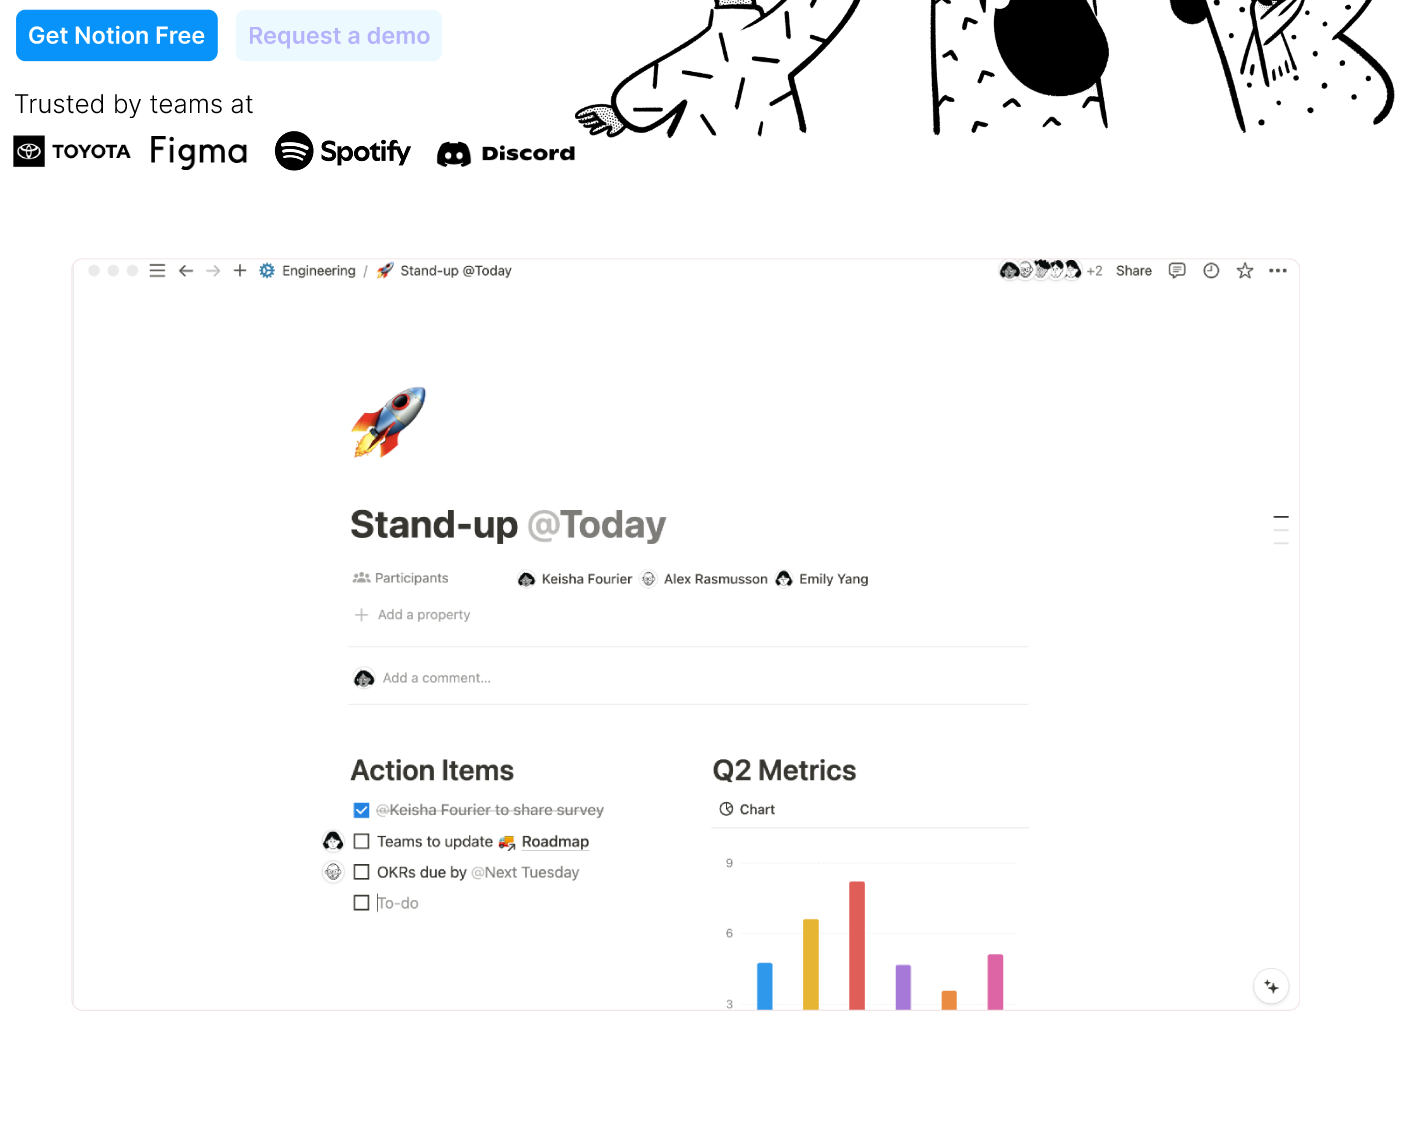 Get Notion Free Request a demo
Trusted by teams at
TOYOTA Figma Spotify Discord
Engineering / Stand-up @Today +2 Share
Stand-up @Today
Participants Keisha Fourier Alex Rasmusson Emily Yang
Add a property
Add a comment...
Action Items
@Keisha Fourier to share survey
Teams to update Roadmap
OKRs due by @Next Tuesday
To-do
Q2 Metrics
Chart
9
6
3